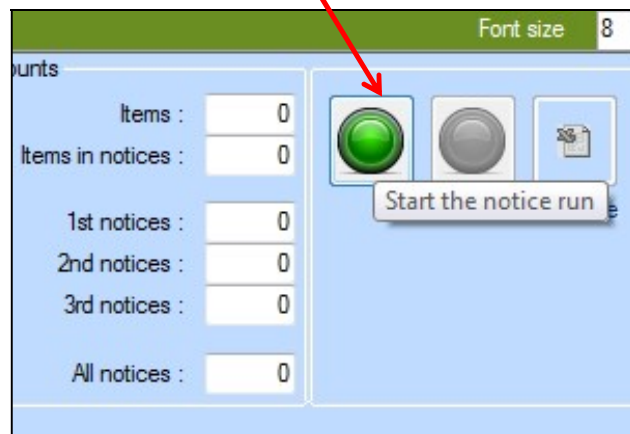 Font size 8
ounts
Items : 0
Items in notices : 0
1st notices : 0
2nd notices : 0
3rd notices : 0
All notices : 0
Start the notice run
e